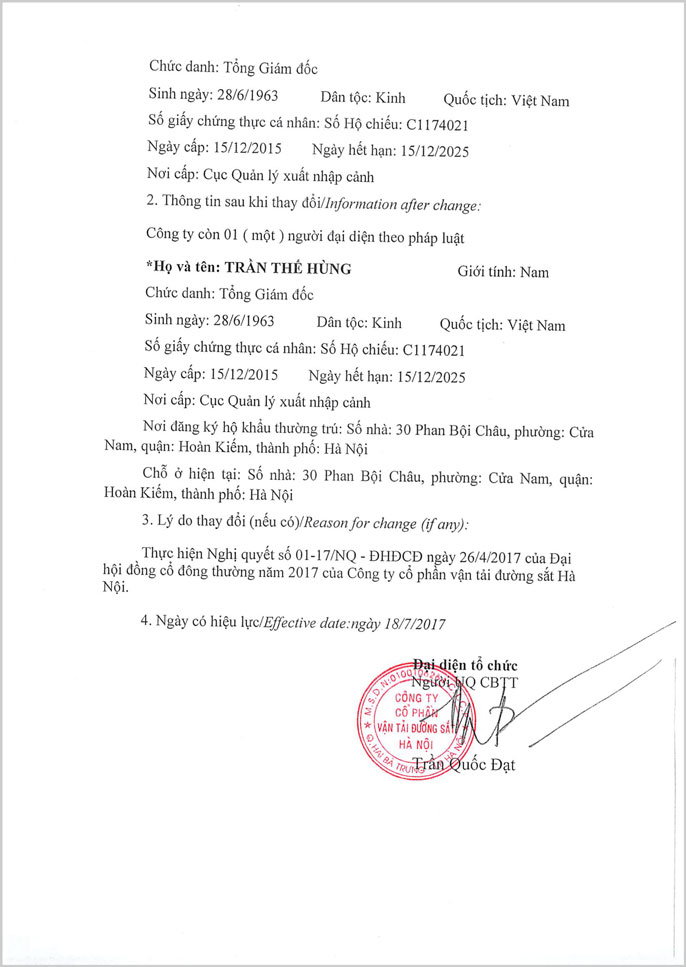 Chức danh: Tổng Giám đốc
Sinh ngày: 28/6/1963 Dân tộc: Kinh Quốc tịch: Việt Nam
Số giấy chứng thực cá nhân: Số Hộ chiếu: C1174021
Ngày cấp: 15/12/2015 Ngày hết hạn: 15/12/2025
Nơi cấp: Cục Quản lý xuất nhập cảnh
2. Thông tin sau khi thay đổi/Information after change:
Công ty còn 01 ( một ) người đại diện theo pháp luật
*Họ và tên: TRẦN THẾ HÙNG Giới tính: Nam
Chức danh: Tổng Giám đốc
Sinh ngày: 28/6/1963 Dân tộc: Kinh Quốc tịch: Việt Nam
Số giấy chứng thực cá nhân: Số Hộ chiếu: C1174021
Ngày cấp: 15/12/2015 Ngày hết hạn: 15/12/2025
Nơi cấp: Cục Quản lý xuất nhập cảnh
Nơi đăng ký hộ khẩu thường trú: Số nhà: 30 Phan Bội Châu, phường: Cửa
Nam, quận: Hoàn Kiếm, thành phố: Hà Nội
Chỗ ở hiện tại: Số nhà: 30 Phan Bội Châu, phường: Cửa Nam, quận:
Hoàn Kiếm, thành phố: Hà Nội
3. Lý do thay đổi (nếu có)/Reason for change (if any):
Thực hiện Nghị quyết số 01-17/NQ - ĐHĐCĐ ngày 26/4/2017 của Đại
hội đồng cổ đông thường năm 2017 của Công ty cổ phần vận tải đường sắt Hà
Nội.
4. Ngày có hiệu lực/Effective date:ngày 18/7/2017
Đại diện tổ chức
Người UQ CBTT
CÔNG TY
CỔ PHẦN
VẬN TẢI ĐƯỜNG SẮT
HÀ NỘI
Q. HAI BÀ TRƯNG
Trần Quốc Đạt